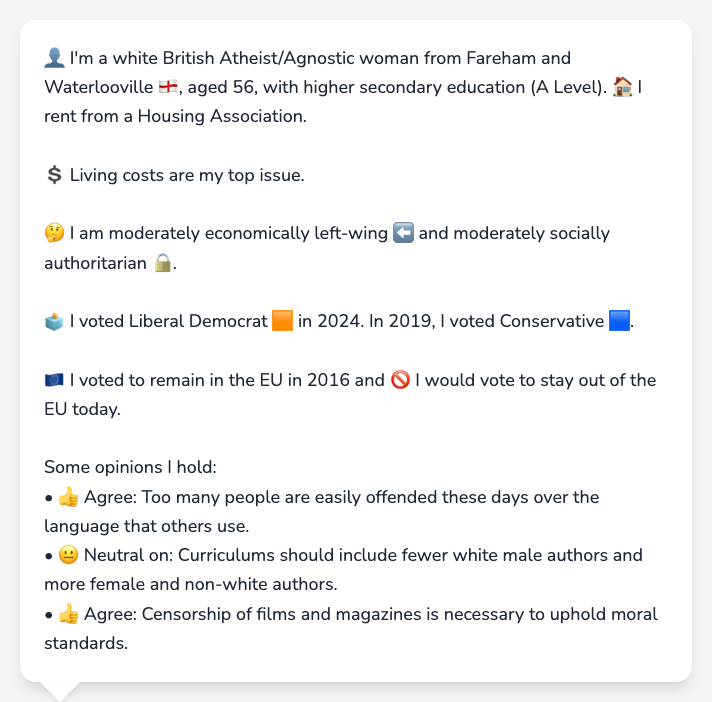 👤 I'm a white British Atheist/Agnostic woman from Fareham and
Waterlooville 🏴󠁧󠁢󠁥󠁮󠁧󠁿, aged 56, with higher secondary education (A Level). 🏠 I
rent from a Housing Association.
💲 Living costs are my top issue.
🤔 I am moderately economically left-wing ⬅️ and moderately socially
authoritarian 🔒.
🗳️ I voted Liberal Democrat 🟧 in 2024. In 2019, I voted Conservative 🟦.
🇪🇺 I voted to remain in the EU in 2016 and 🚫 I would vote to stay out of the
EU today.
Some opinions I hold:
• 👍 Agree: Too many people are easily offended these days over the
language that others use.
• 😐 Neutral on: Curriculums should include fewer white male authors and
more female and non-white authors.
• 👍 Agree: Censorship of films and magazines is necessary to uphold moral
standards.